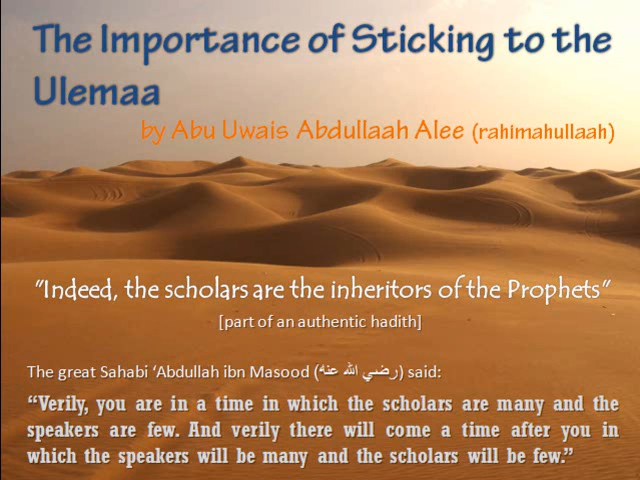 The Importance of Sticking to the
Ulemaa
by Abu Uwais Abdullaah Alee (rahimahullaah)
"Indeed, the scholars are the inheritors of the Prophets"
[part of an authentic hadith]
The great Sahabi ‘Abdullah ibn Masood (رضي الله عنه) said:
“Verily, you are in a time in which the scholars are many and the
speakers are few. And verily there will come a time after you in
which the speakers will be many and the scholars will be few.”